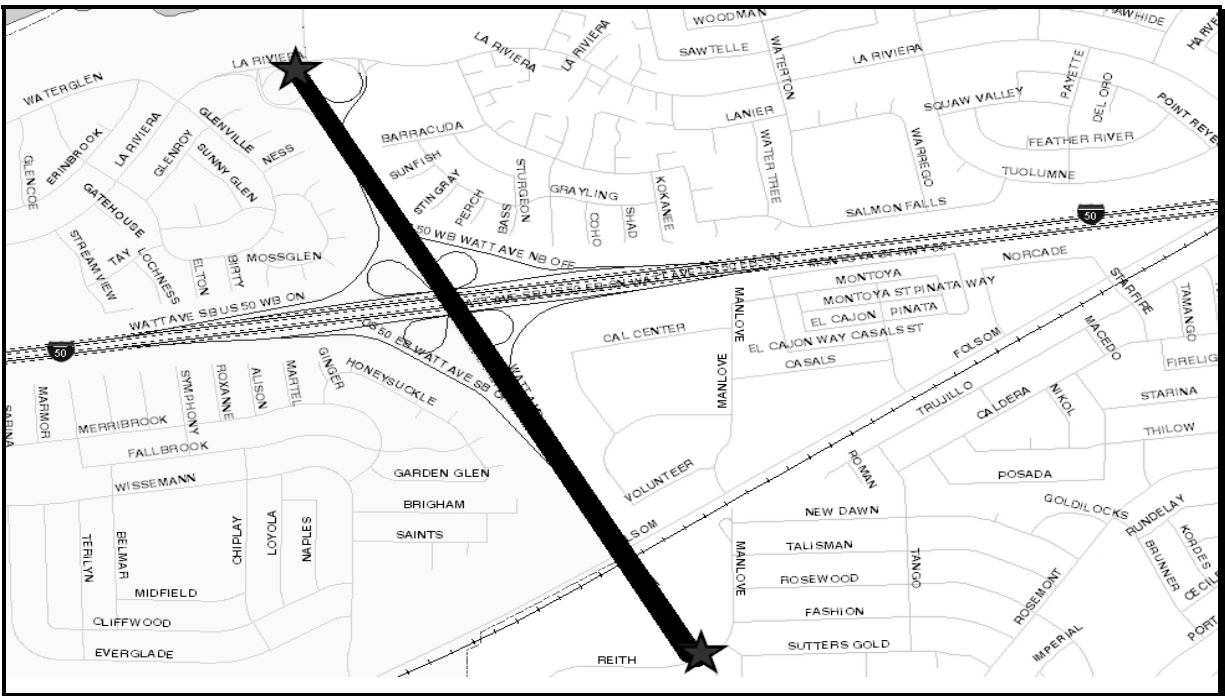 WOODMAN
RAWHIDE
LA RIVIERA
LA RIVIERA
LA RIVIERA
SAWTELLE
WATERTON
LA RIVIERA
PAYETTE
DEL ORO
WATERGLEN
SQUAW VALLEY
POINT REYE
LANIER
LA RIVIERA
GLENVILLE
BARRACUDA
FEATHER RIVER
ERINBROOK
GLENROY
SUNNY GLEN
NESS
SUNFISH
WATER TREE
WARREGO
TUOLUMNE
GLENCOE
GATEHOUSE
STINGRAY
PERCH
BASS
STURGEON
GRAYLING
KOKANEE
COHO
SHAD
SALMON FALLS
50
50 WB WATT AVE NB OFF
STREAMVIEW
TAY
LOCHNESS
ELTON
BIRTY
MOSSGLEN
NORCADE
MONTOYA
MONTOYA ST
PINATA WAY
STARFIRE
TAMANGO
WATT AVE SB US 50 WB ON
EL CAJON
PINATA
MANLOVE
CAL CENTER
EL CAJON WAY
CASALS ST
MACEDO
FOLSOM
50
US 50 EB WATT AVE SB
CASALS
FIRELIG
GINGER
HONEYSUCKLE
MARMOR
SYMPHONY
ROXANNE
ALISON
MARTEL
MANLOVE
TRUJILLO
CALDERA
NIKOL
STARINA
MERRIBROOK
THILOW
FALLBROOK
ROMAN
WISSEMANN
GARDEN GLEN
VOLUNTEER
POSADA
BRIGHAM
NEW DAWN
GOLDILOCKS
RUNDELAY
SAINTS
TERILYN
BELMAR
CHIPLAY
LOYOLA
NAPLES
MANLOVE
TALISMAN
TANGO
BRUNNER
KORDES
ROSEWOOD
MIDFIELD
ROSEMONT
FASHION
CLIFFWOOD
IMPERIAL
PORT
EVERGLADE
REITH
SUTTERS GOLD